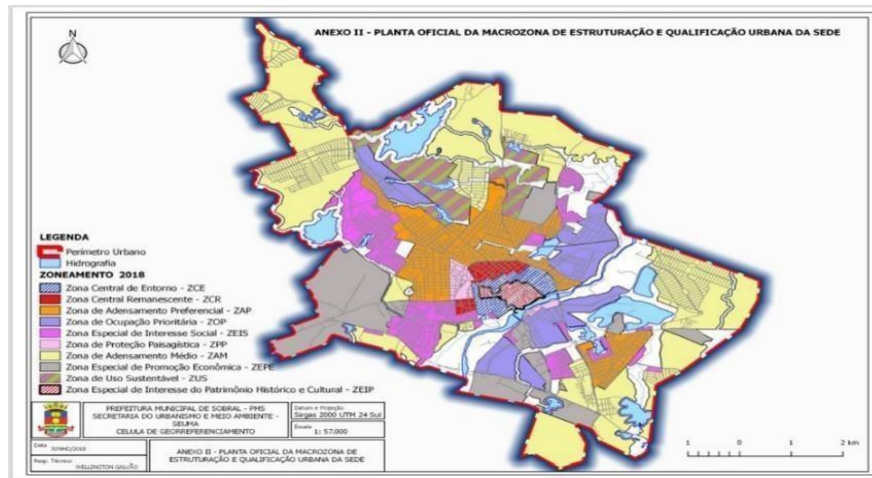 ANEXO II - PLANTA OFICIAL DA MACROZONA DE ESTRUTURAÇÃO E QUALIFICAÇÃO URBANA DA SEDE
N
LEGENDA
Perímetro Urbano
Hidrografia
ZONEAMENTO 2018
Zona Central de Entorno - ZCE
Zona Central Remanescente - ZCR
Zona de Adensamento Preferencial - ZAP
Zona de Ocupação Prioritária - ZOP
Zona Especial de Interesse Social - ZEIS
Zona de Proteção Paisagística - ZPP
Zona de Adensamento Médio - ZAM
Zona Especial de Promoção Econômica - ZEPE
Zona de Uso Sustentável - ZUS
Zona Especial de Interesse do Patrimônio Histórico e Cultural - ZEIP
PREFEITURA MUNICIPAL DE SOBRAL - PMS
SECRETARIA DO URBANISMO E MEIO AMBIENTE -
SEUMA
CELULA DE GEORREFERENCIAMENTO
Datum e Projeção
Sirgas 2000 UTM 24 Sul
Escala
1: 57.000
Data
JUNHO/2018
Resp. Técnico:
WELLINGTON GALVÃO
ANEXO II - PLANTA OFICIAL DA MACROZONA DE
ESTRUTURAÇÃO E QUALIFICAÇÃO URBANA DA SEDE
1 0 1 2 km